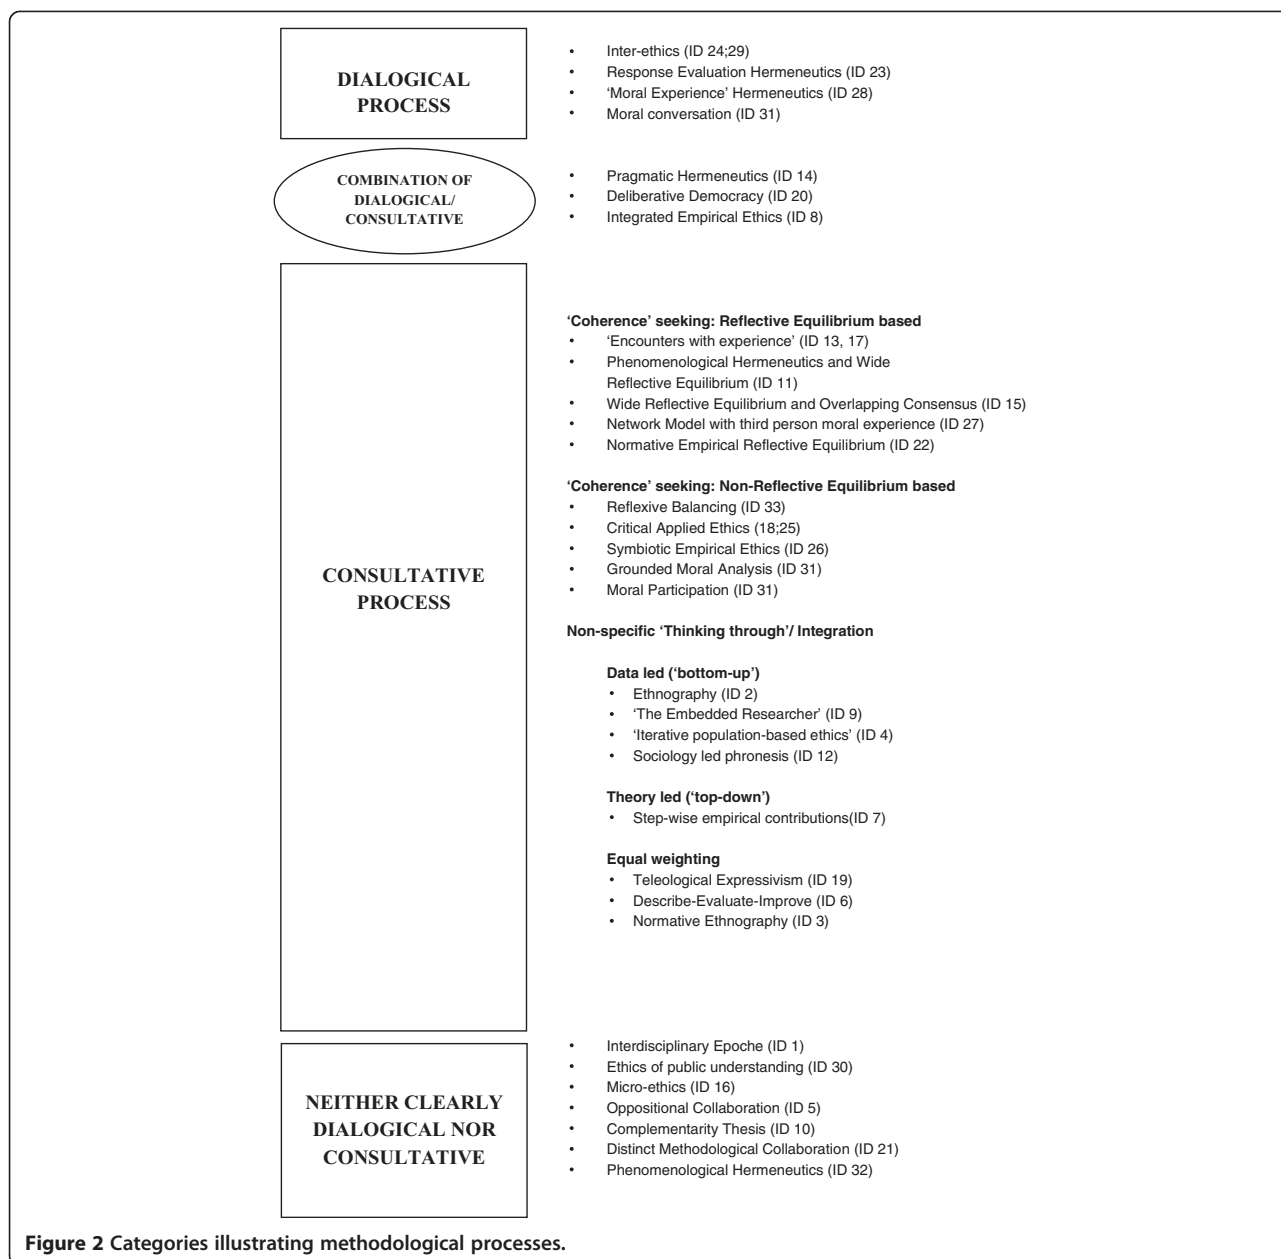 DIALOGICAL
PROCESS
• Inter-ethics (ID 24;29)
• Response Evaluation Hermeneutics (ID 23)
• ‘Moral Experience’ Hermeneutics (ID 28)
• Moral conversation (ID 31)
COMBINATION OF
DIALOGICAL/
CONSULTATIVE
• Pragmatic Hermeneutics (ID 14)
• Deliberative Democracy (ID 20)
• Integrated Empirical Ethics (ID 8)
CONSULTATIVE
PROCESS
‘Coherence’ seeking: Reflective Equilibrium based
• ‘Encounters with experience’ (ID 13, 17)
• Phenomenological Hermeneutics and Wide
Reflective Equilibrium (ID 11)
• Wide Reflective Equilibrium and Overlapping Consensus (ID 15)
• Network Model with third person moral experience (ID 27)
• Normative Empirical Reflective Equilibrium (ID 22)
‘Coherence’ seeking: Non-Reflective Equilibrium based
• Reflexive Balancing (ID 33)
• Critical Applied Ethics (18;25)
• Symbiotic Empirical Ethics (ID 26)
• Grounded Moral Analysis (ID 31)
• Moral Participation (ID 31)
Non-specific ‘Thinking through’/ Integration
Data led (‘bottom-up’)
• Ethnography (ID 2)
• ‘The Embedded Researcher’ (ID 9)
• ‘Iterative population-based ethics’ (ID 4)
• Sociology led phronesis (ID 12)
Theory led (‘top-down’)
• Step-wise empirical contributions(ID 7)
Equal weighting
• Teleological Expressivism (ID 19)
• Describe-Evaluate-Improve (ID 6)
• Normative Ethnography (ID 3)
NEITHER CLEARLY
DIALOGICAL NOR
CONSULTATIVE
• Interdisciplinary Epoche (ID 1)
• Ethics of public understanding (ID 30)
• Micro-ethics (ID 16)
• Oppositional Collaboration (ID 5)
• Complementarity Thesis (ID 10)
• Distinct Methodological Collaboration (ID 21)
• Phenomenological Hermeneutics (ID 32)
Figure 2 Categories illustrating methodological processes.